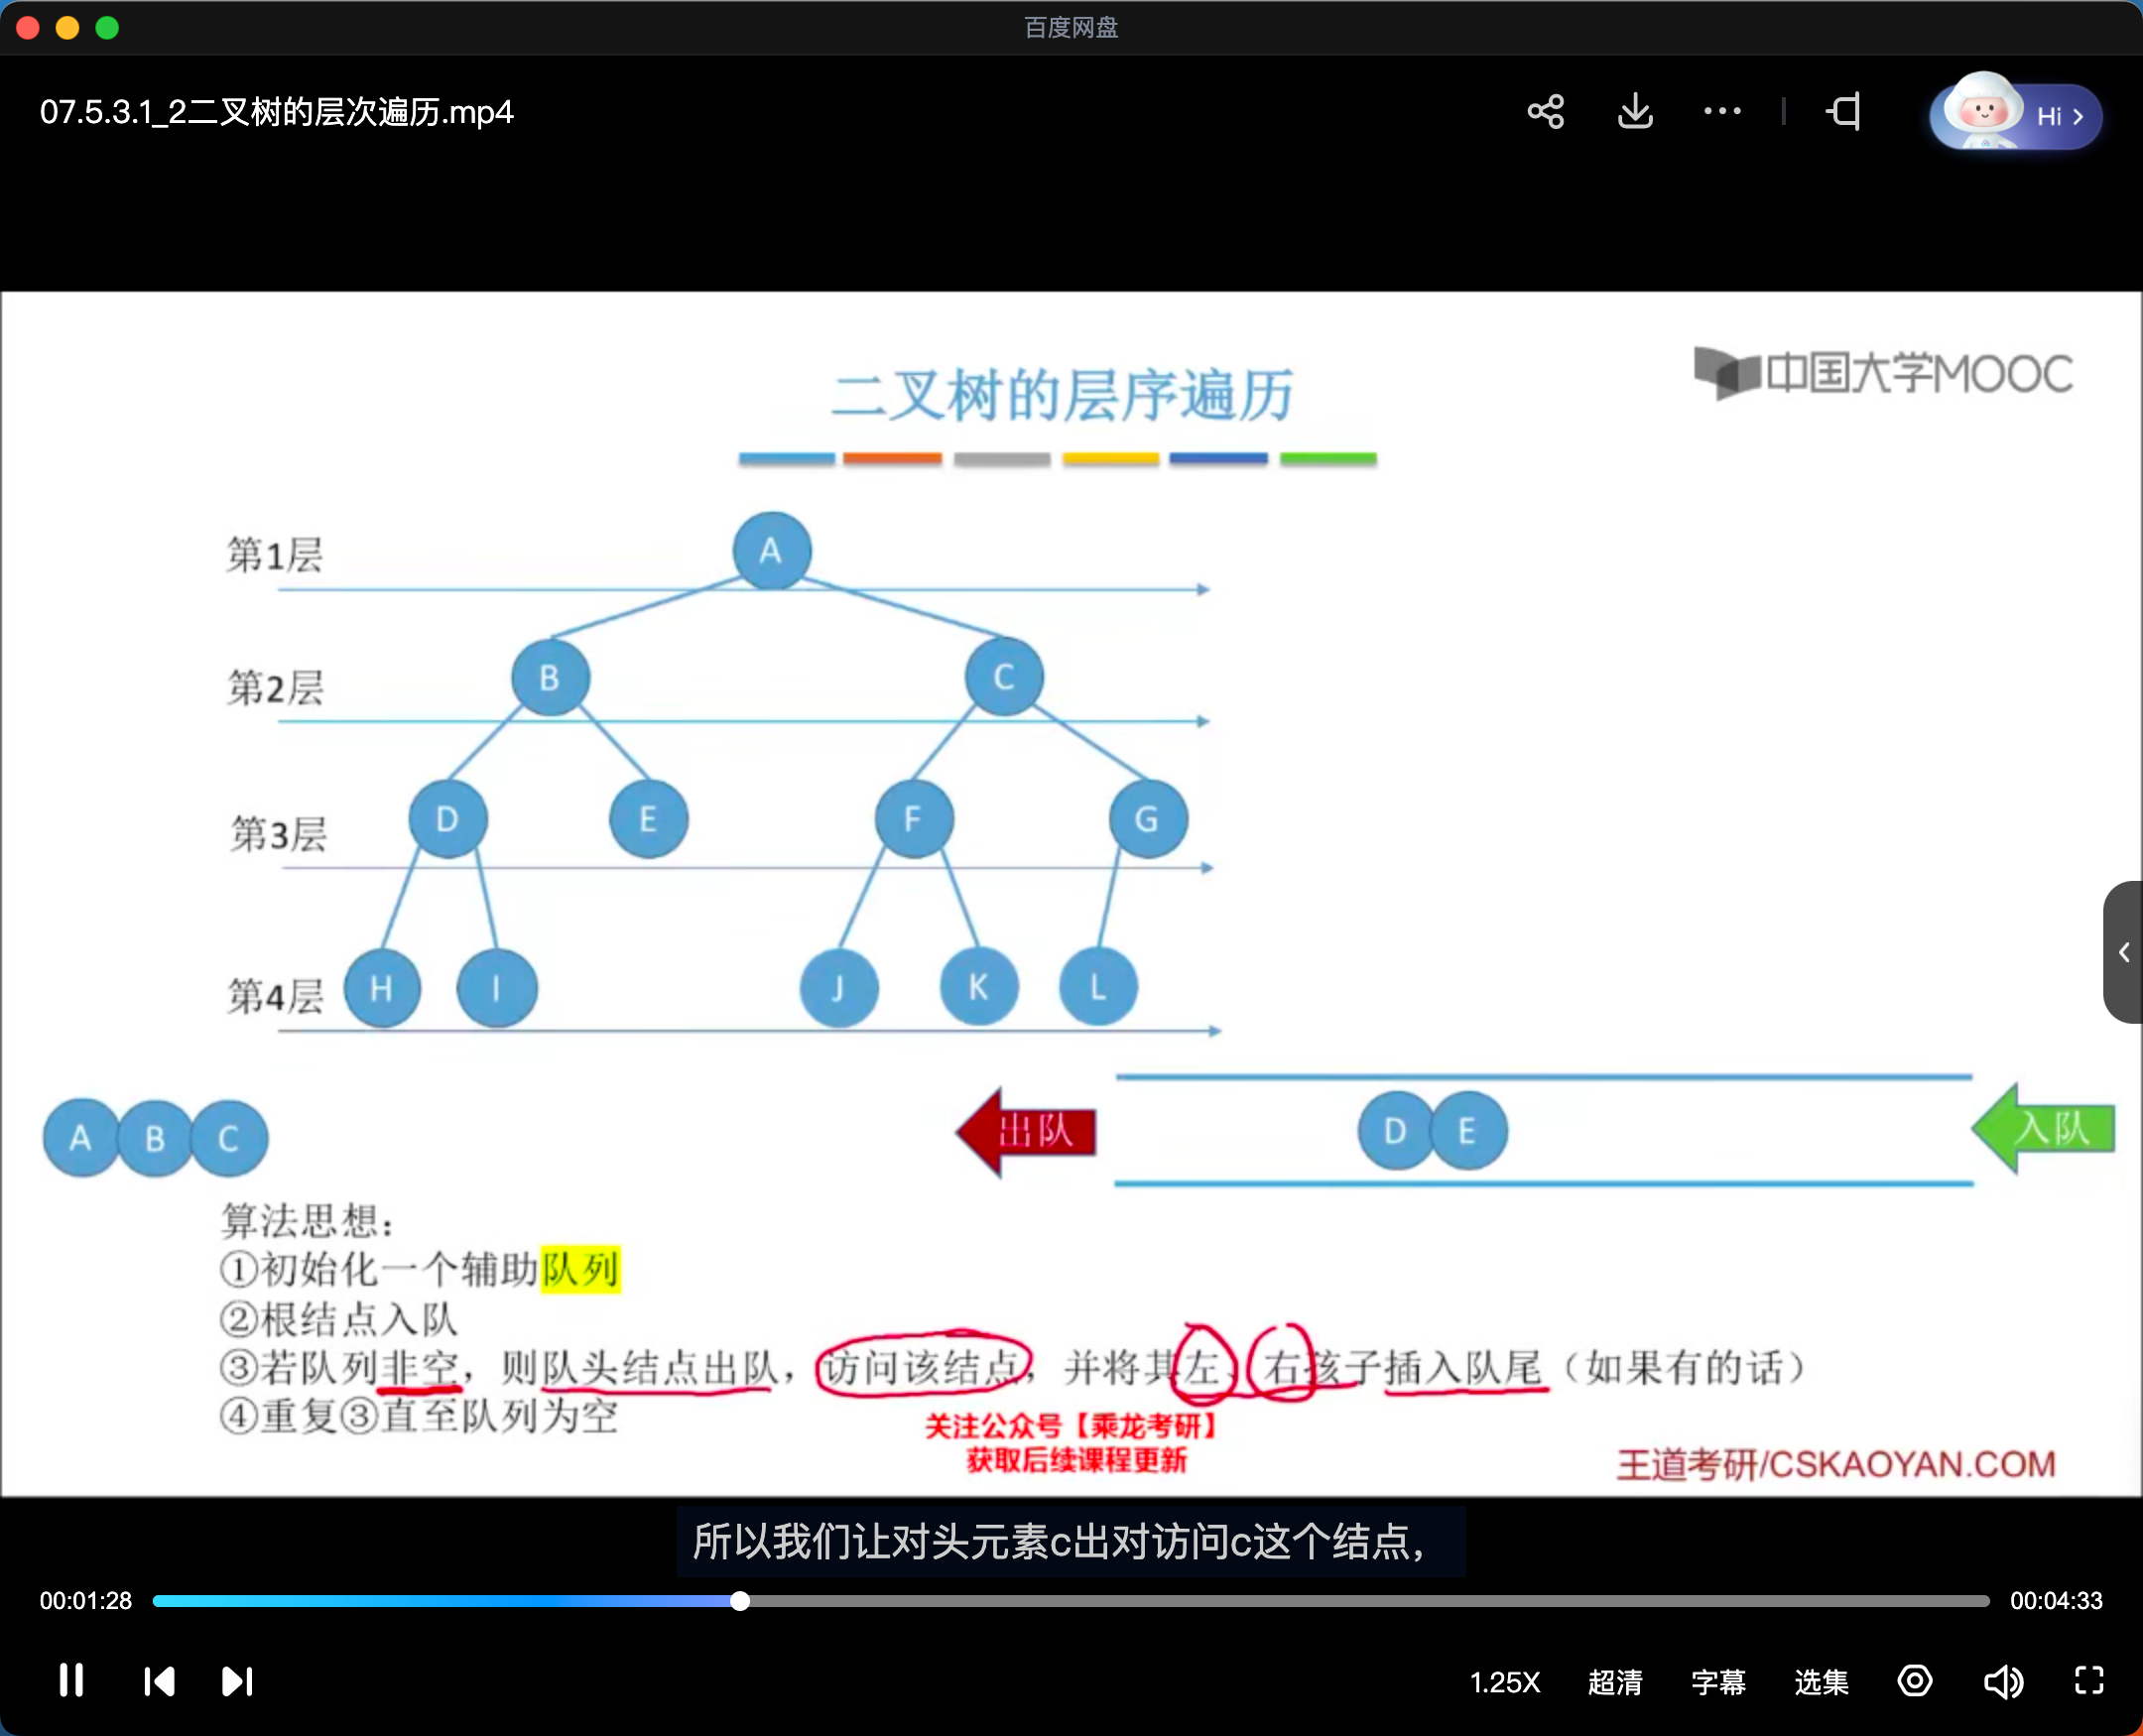 百度网盘
07.5.3.1_2二叉树的层次遍历.mp4
Hi >
中国大学MOOC
二叉树的层序遍历
第1层
A
第2层
B C
第3层
D E F G
第4层
H I J K L
A B C
出队
D E
入队
算法思想：
①初始化一个辅助队列
②根结点入队
③若队列非空，则队头结点出队，访问该结点，并将其左、右孩子插入队尾（如果有的话）
④重复③直至队列为空
关注公众号【乘龙考研】
获取后续课程更新
王道考研/CSKAOYAN.COM
所以我们让对头元素c出对访问c这个结点,
00:01:28
00:04:33
1.25X 超清 字幕 选集